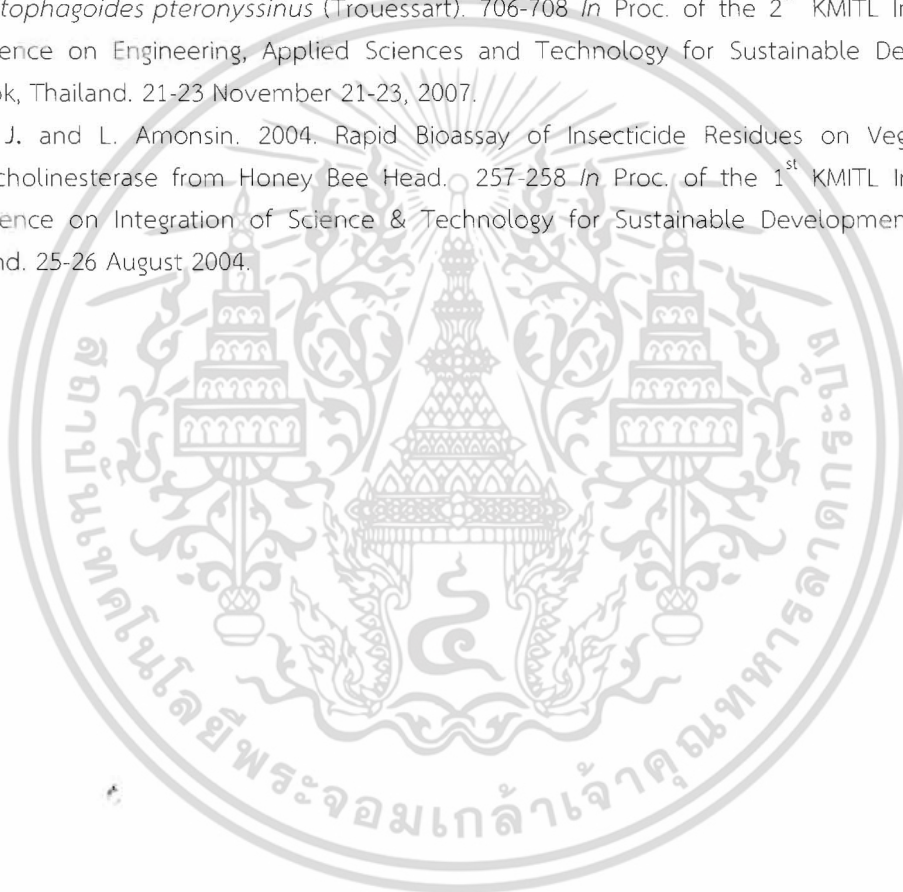 tophagoides pteronyssinus (Trouessart). 706-708 In Proc. of the 2 KMITL In
ence on Engineering, Applied Sciences and Technology for Sustainable De
ok, Thailand. 21-23 November 21-23, 2007.
J. and L. Amonsin. 2004. Rapid Bioassay of Insecticide Residues on Veg
cholinesterase from Honey Bee Head. 257-258 In Proc. of the 1st KMITL In
ence on Integration of Science & Technology for Sustainable Developmen
nd. 25-26 August 2004.
สถาบันเทคโนโลยีพระจอมเกล้าเจ้าคุณทหารลาดกระบัง
๔